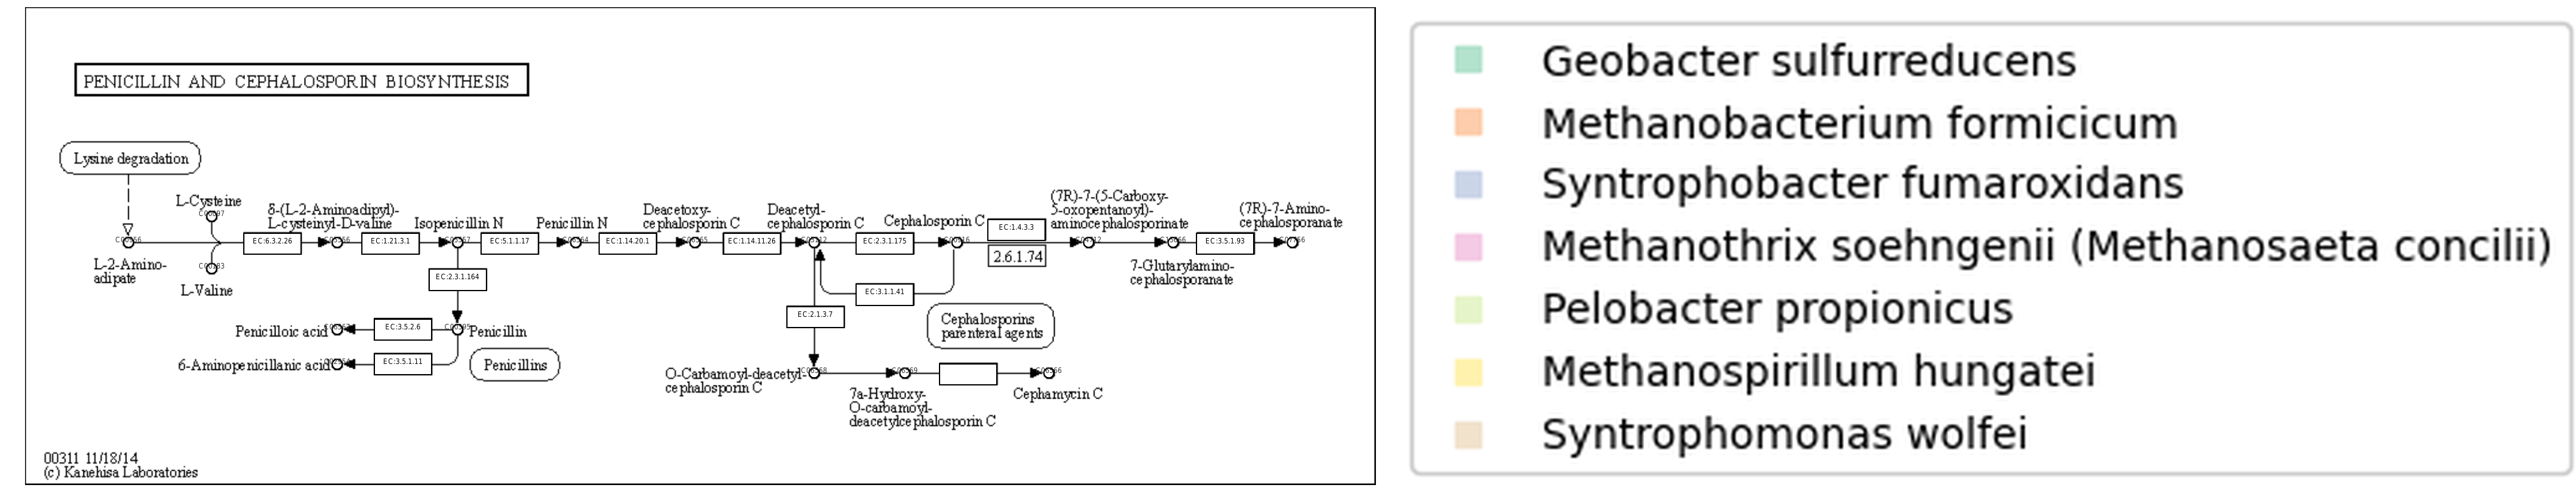 PENICILLIN AND CEPHALOSPORIN BIOSYNTHESIS
Lysine degradation
L-Cysteine
δ-(L-2-Aminoadipyl)-
L-cysteinyl-D-valine
Isopenicillin N
Penicillin N
Deacetoxy-
cephalosporin C
Deacetyl-
cephalosporin C
Cephalosporin C
(7R)-7-(5-Carboxy-
5-oxopentanoyl)-
aminocephalosporinate
(7R)-7-Amino-
cephalosporanate
EC:6.3.2.26
EC:1.21.3.1
EC:5.1.1.17
EC:1.14.20.1
EC:1.14.11.26
EC:2.3.1.175
EC:1.4.3.3
2.6.1.74
EC:3.5.1.93
L-2-Amino-
adipate
L-Valine
7-Glutarylamino-
cephalosporanate
EC:2.3.1.164
EC:3.1.1.41
EC:2.1.3.7
Penicilloic acid
EC:3.5.2.6
Penicillin
Cephalosporins
parenteral agents
6-Aminopenicillanic acid
EC:3.5.1.11
Penicillins
O-Carbamoyl-deacetyl-
cephalosporin C
7a-Hydroxy-
O-carbamoyl-
deacetylcephalosporin C
Cephamycin C
00311 11/18/14
(c) Kanehisa Laboratories
Geobacter sulfurreducens
Methanobacterium formicicum
Syntrophobacter fumaroxidans
Methanothrix soehngenii (Methanosaeta concilii)
Pelobacter propionicus
Methanospirillum hungatei
Syntrophomonas wolfei